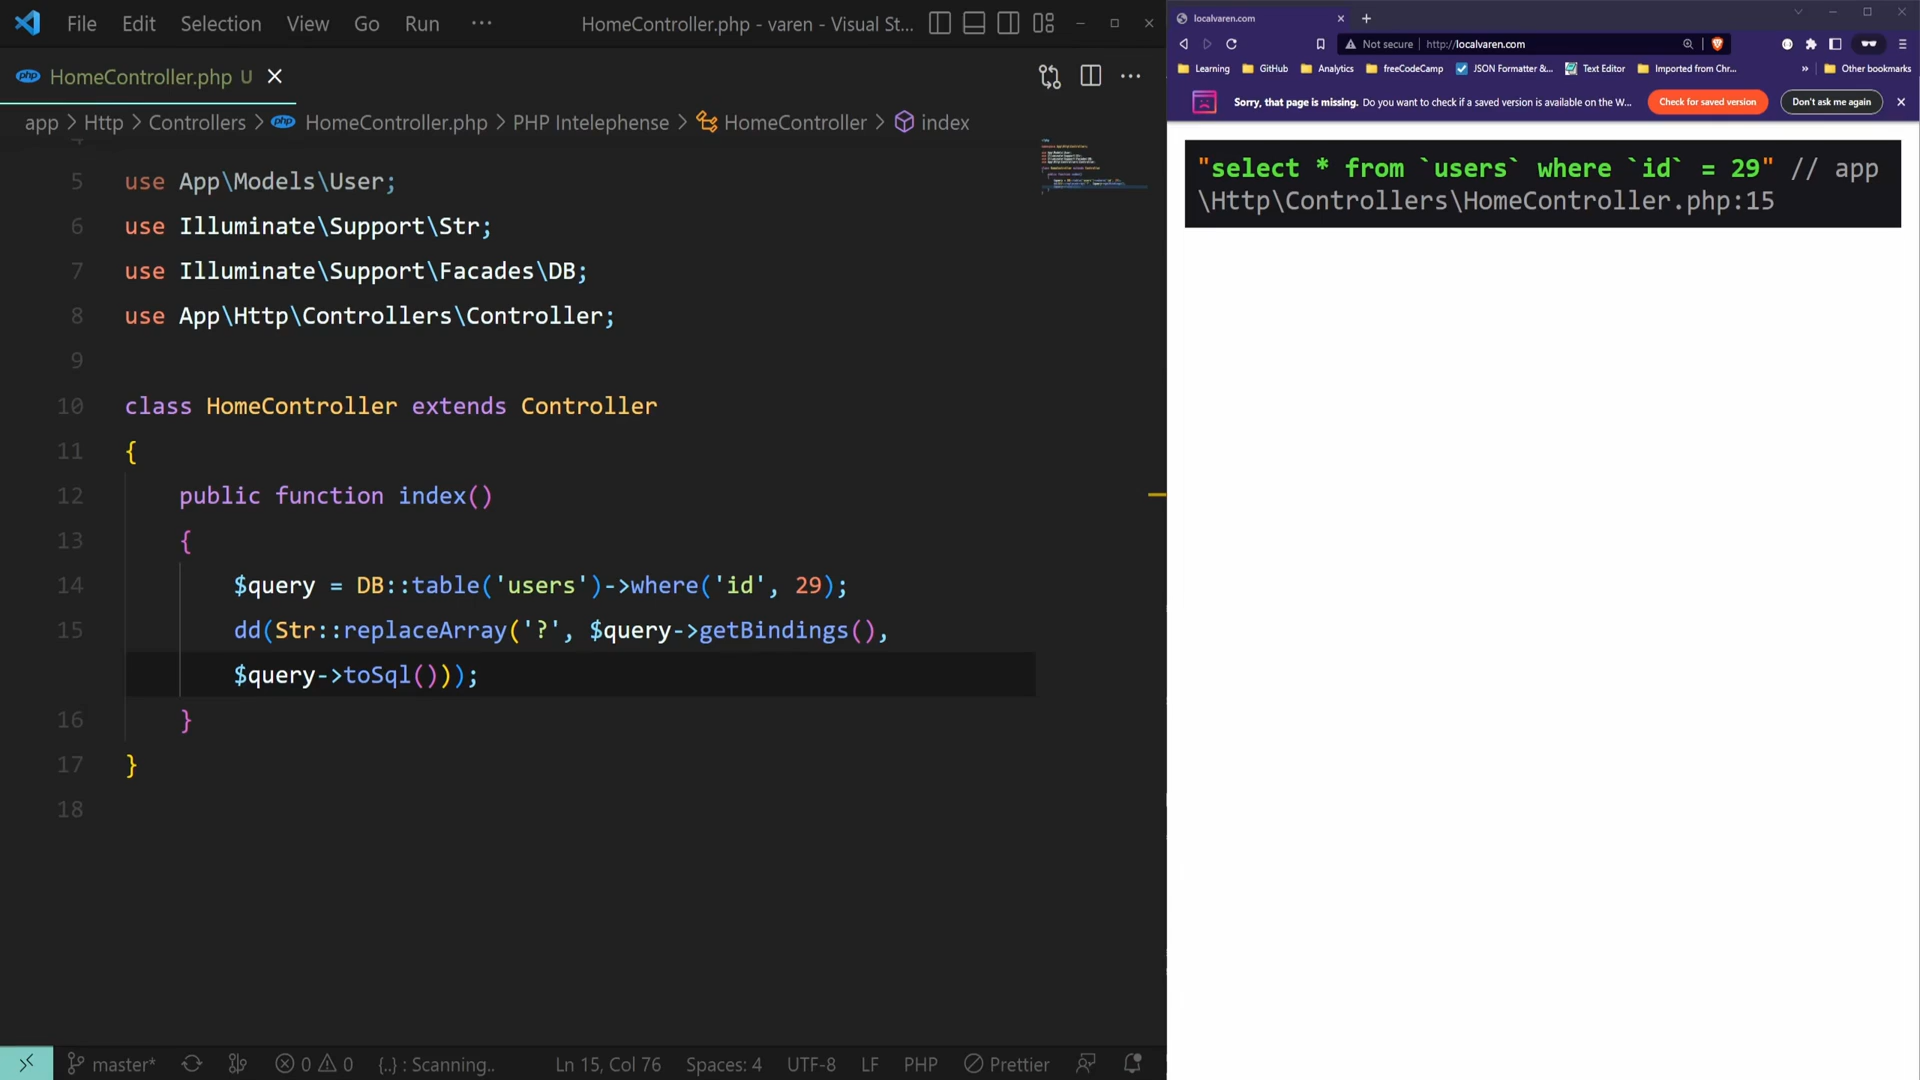 File Edit Selection View Go Run ··· HomeController.php - varen - Visual St...
HomeController.php U
app > Http > Controllers > HomeController.php > PHP Intelephense > HomeController > index
5 use App\Models\User;
6 use Illuminate\Support\Str;
7 use Illuminate\Support\Facades\DB;
8 use App\Http\Controllers\Controller;
9
10 class HomeController extends Controller
11 {
12 public function index()
13 {
14 $query = DB::table('users')->where('id', 29);
15 dd(Str::replaceArray('?', $query->getBindings(),
$query->toSql()));
16 }
17 }
18
master* 0 0 {..} : Scanning.. Ln 15, Col 76 Spaces: 4 UTF-8 LF PHP Prettier
localvaren.com
Not secure http://localvaren.com
Learning GitHub Analytics freeCodeCamp JSON Formatter &... Text Editor Imported from Chr... » Other bookmarks
Sorry, that page is missing. Do you want to check if a saved version is available on the W... Check for saved version Don't ask me again
"select * from `users` where `id` = 29" // app
\Http\Controllers\HomeController.php:15